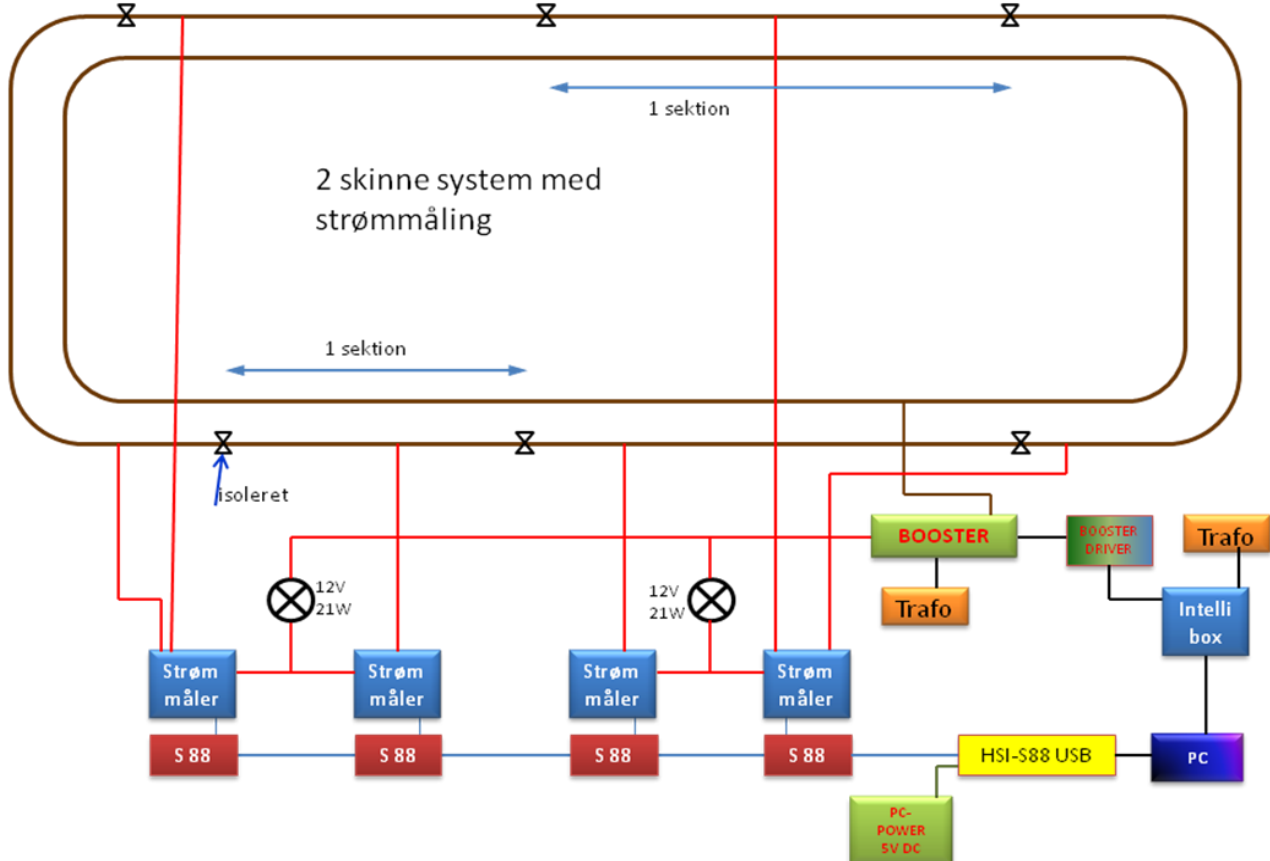 1 sektion
2 skinne system med
strømmåling
1 sektion
isoleret
BOOSTER
BOOSTER
DRIVER
Trafo
12V
21W
12V
21W
Trafo
Intelli
box
Strøm
måler
Strøm
måler
Strøm
måler
Strøm
måler
S 88
S 88
S 88
S 88
HSI-S88 USB
PC
PC-
POWER
5V DC